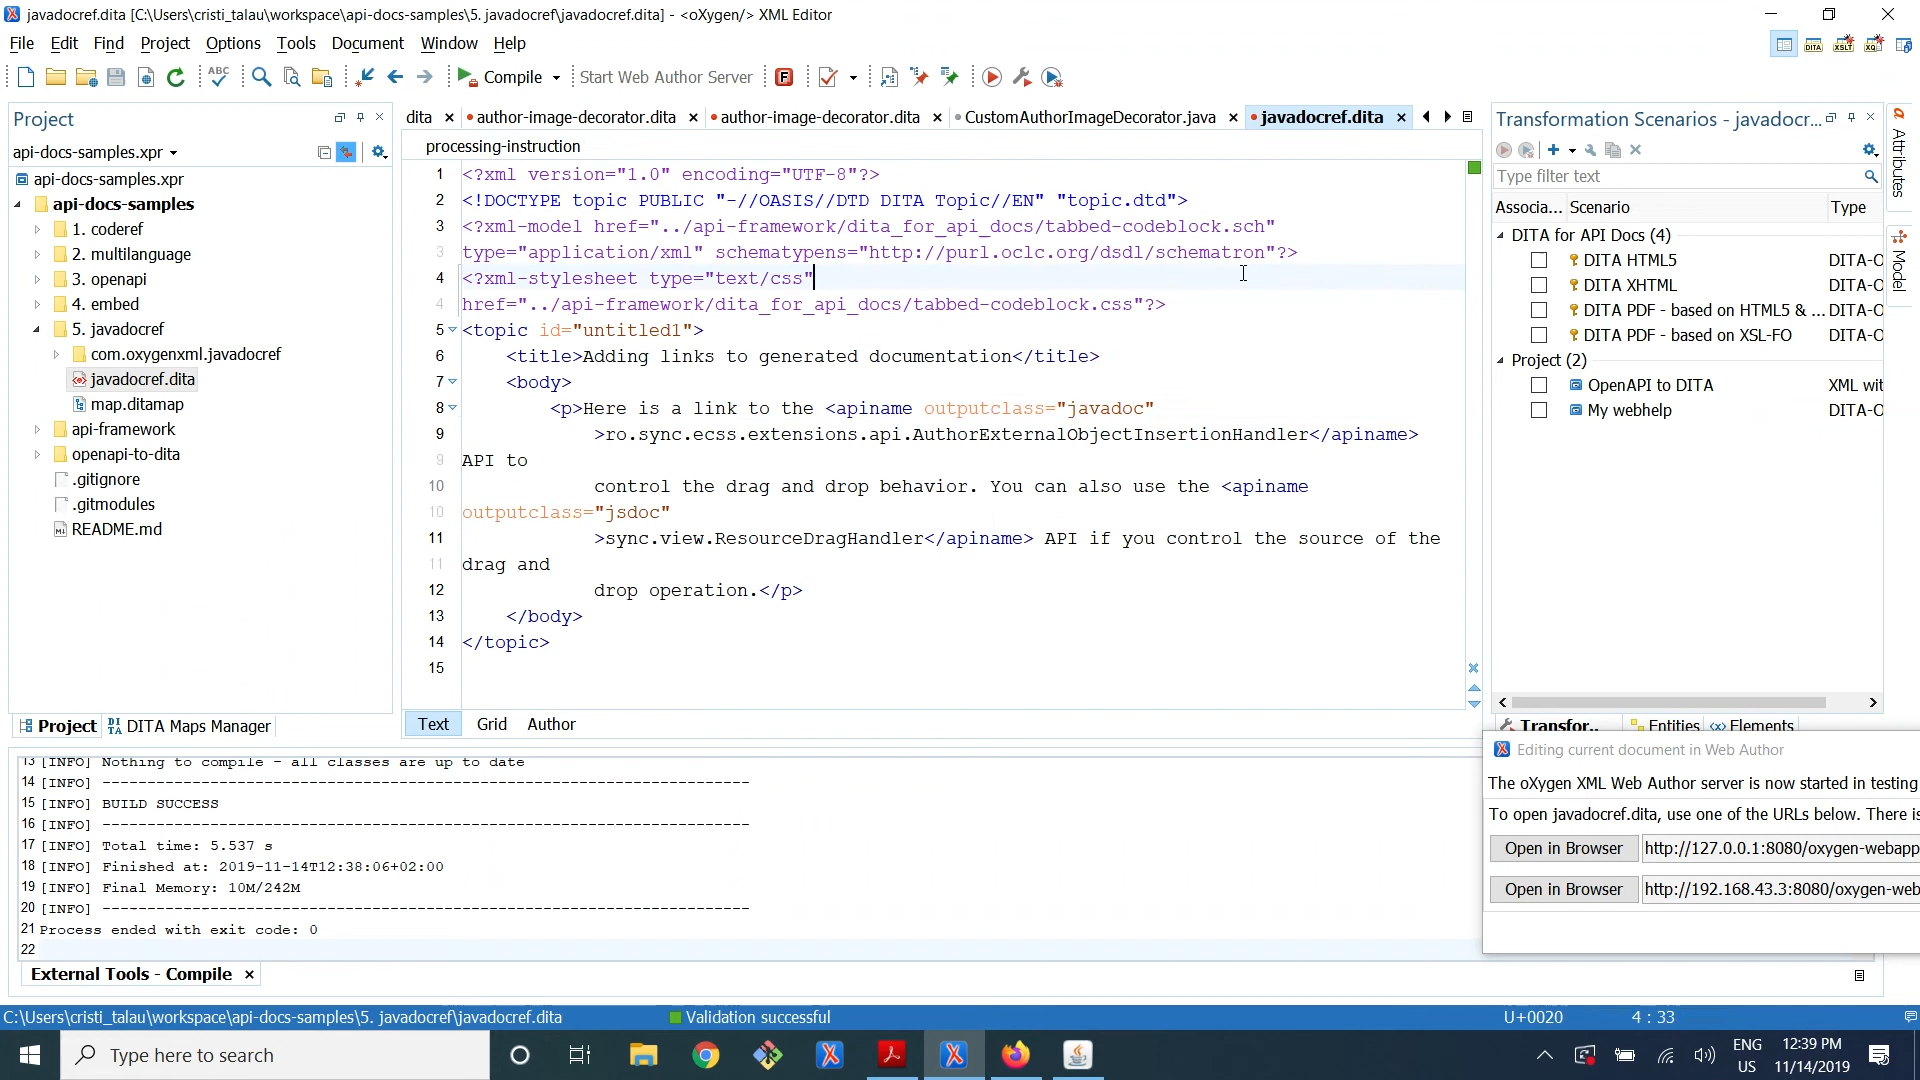 javadocref.dita [C:\Users\cristi_talau\workspace\api-docs-samples\5. javadocref\javadocref.dita] - <oXygen/> XML Editor
File Edit Find Project Options Tools Document Window Help
Compile Start Web Author Server
Project
dita author-image-decorator.dita author-image-decorator.dita CustomAuthorImageDecorator.java javadocref.dita
Transformation Scenarios - javadocr...
api-docs-samples.xpr
processing-instruction
Type filter text
Associa... Scenario Type
api-docs-samples.xpr
api-docs-samples
1. coderef
2. multilanguage
3. openapi
4. embed
5. javadocref
com.oxygenxml.javadocref
javadocref.dita
map.ditamap
api-framework
openapi-to-dita
.gitignore
.gitmodules
README.md
1 <?xml version="1.0" encoding="UTF-8"?>
2 <!DOCTYPE topic PUBLIC "-//OASIS//DTD DITA Topic//EN" "topic.dtd">
3 <?xml-model href="../api-framework/dita_for_api_docs/tabbed-codeblock.sch"
3 type="application/xml" schematypens="http://purl.oclc.org/dsdl/schematron"?>
4 <?xml-stylesheet type="text/css"
4 href="../api-framework/dita_for_api_docs/tabbed-codeblock.css"?>
5 <topic id="untitled1">
6 <title>Adding links to generated documentation</title>
7 <body>
8 <p>Here is a link to the <apiname outputclass="javadoc"
9 >ro.sync.ecss.extensions.api.AuthorExternalObjectInsertionHandler</apiname>
9 API to
10 control the drag and drop behavior. You can also use the <apiname
10 outputclass="jsdoc"
11 >sync.view.ResourceDragHandler</apiname> API if you control the source of the
11 drag and
12 drop operation.</p>
13 </body>
14 </topic>
15
DITA for API Docs (4)
DITA HTML5 DITA-O
DITA XHTML DITA-O
DITA PDF - based on HTML5 & ... DITA-O
DITA PDF - based on XSL-FO DITA-O
Project (2)
OpenAPI to DITA XML wit
My webhelp DITA-O
Attributes
Model
Project DITA Maps Manager
Text Grid Author
Transfor.. Entities Elements
13 [INFO] Nothing to compile - all classes are up to date
14 [INFO] ------------------------------------------------------------------------
15 [INFO] BUILD SUCCESS
16 [INFO] ------------------------------------------------------------------------
17 [INFO] Total time: 5.537 s
18 [INFO] Finished at: 2019-11-14T12:38:06+02:00
19 [INFO] Final Memory: 10M/242M
20 [INFO] ------------------------------------------------------------------------
21 Process ended with exit code: 0
22
External Tools - Compile
Editing current document in Web Author
The oXygen XML Web Author server is now started in testing
To open javadocref.dita, use one of the URLs below. There is
Open in Browser http://127.0.0.1:8080/oxygen-webapp
Open in Browser http://192.168.43.3:8080/oxygen-web
C:\Users\cristi_talau\workspace\api-docs-samples\5. javadocref\javadocref.dita Validation successful U+0020 4 : 33
Type here to search
ENG
US
12:39 PM
11/14/2019